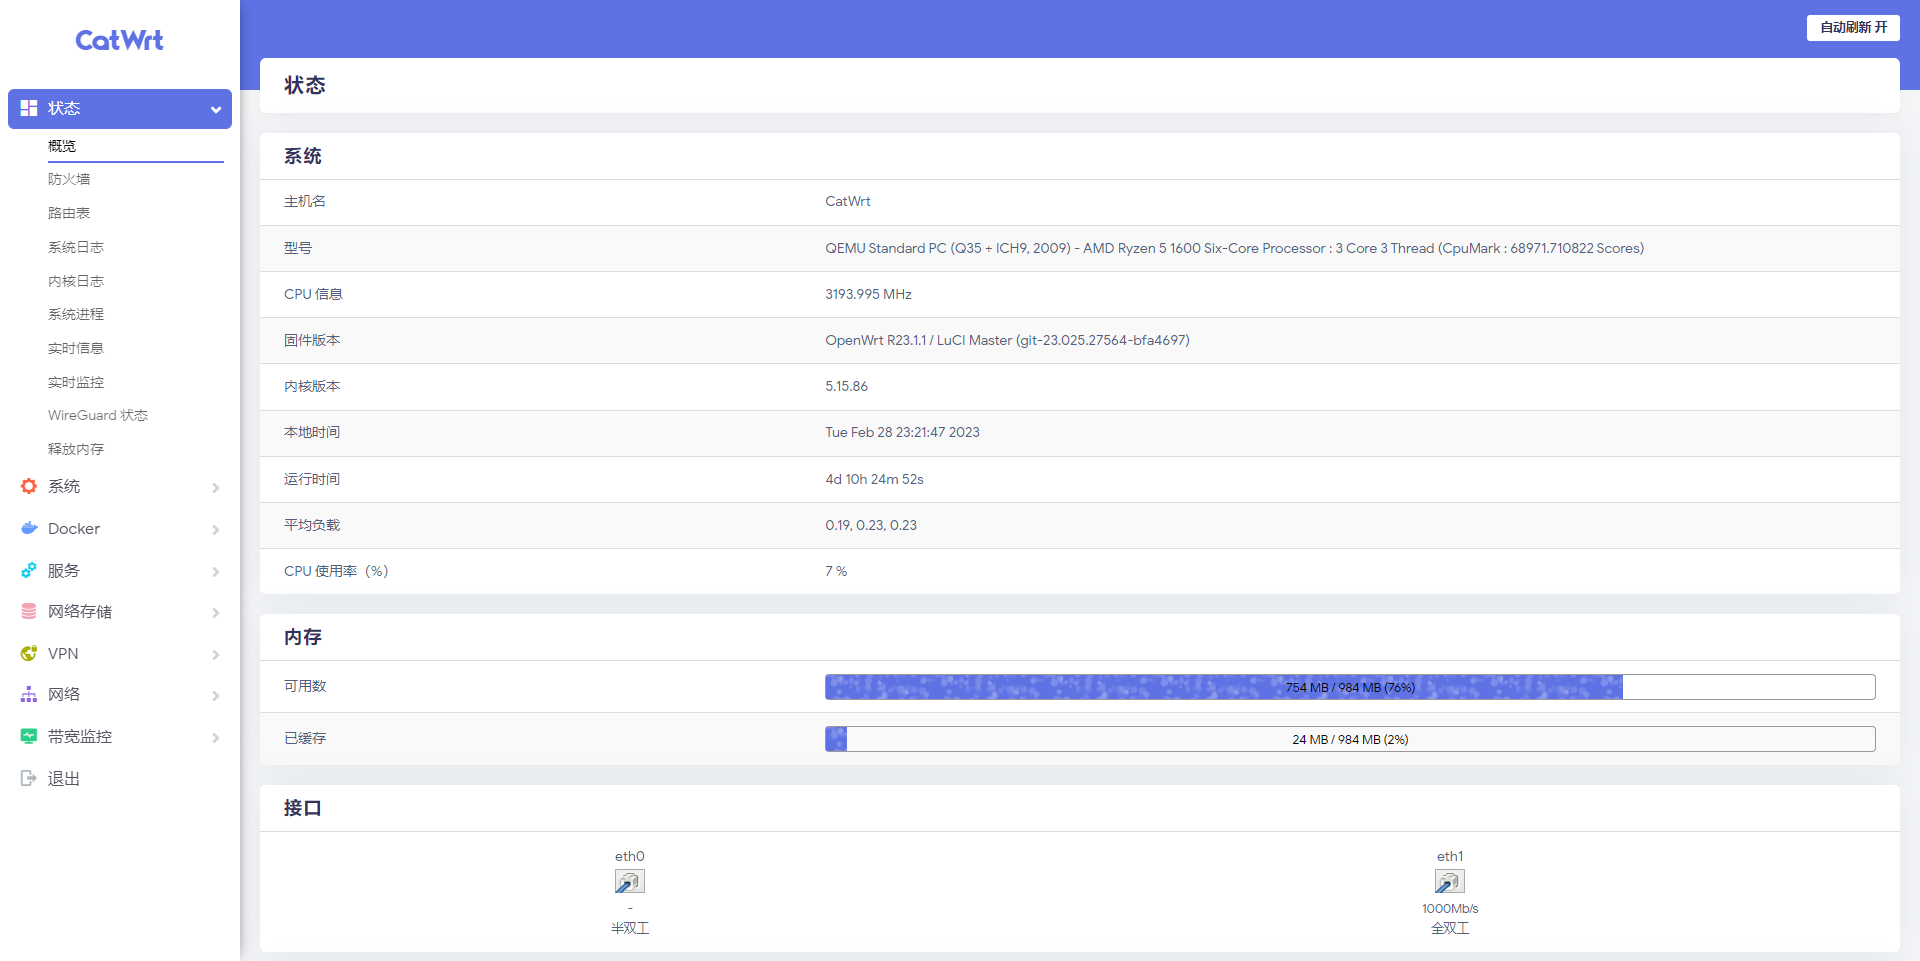 CatWrt
自动刷新 开
状态
概览
防火墙
路由表
系统日志
内核日志
系统进程
实时信息
实时监控
WireGuard 状态
释放内存
系统
Docker
服务
网络存储
VPN
网络
带宽监控
退出
状态
系统
主机名 CatWrt
型号 QEMU Standard PC (Q35 + ICH9, 2009) - AMD Ryzen 5 1600 Six-Core Processor : 3 Core 3 Thread (CpuMark : 68971.710822 Scores)
CPU 信息 3193.995 MHz
固件版本 OpenWrt R23.1.1 / LuCI Master (git-23.025.27564-bfa4697)
内核版本 5.15.86
本地时间 Tue Feb 28 23:21:47 2023
运行时间 4d 10h 24m 52s
平均负载 0.19, 0.23, 0.23
CPU 使用率（%） 7 %
内存
可用数 754 MB / 984 MB (76%)
已缓存 24 MB / 984 MB (2%)
接口
eth0 eth1
- 1000Mb/s
半双工 全双工